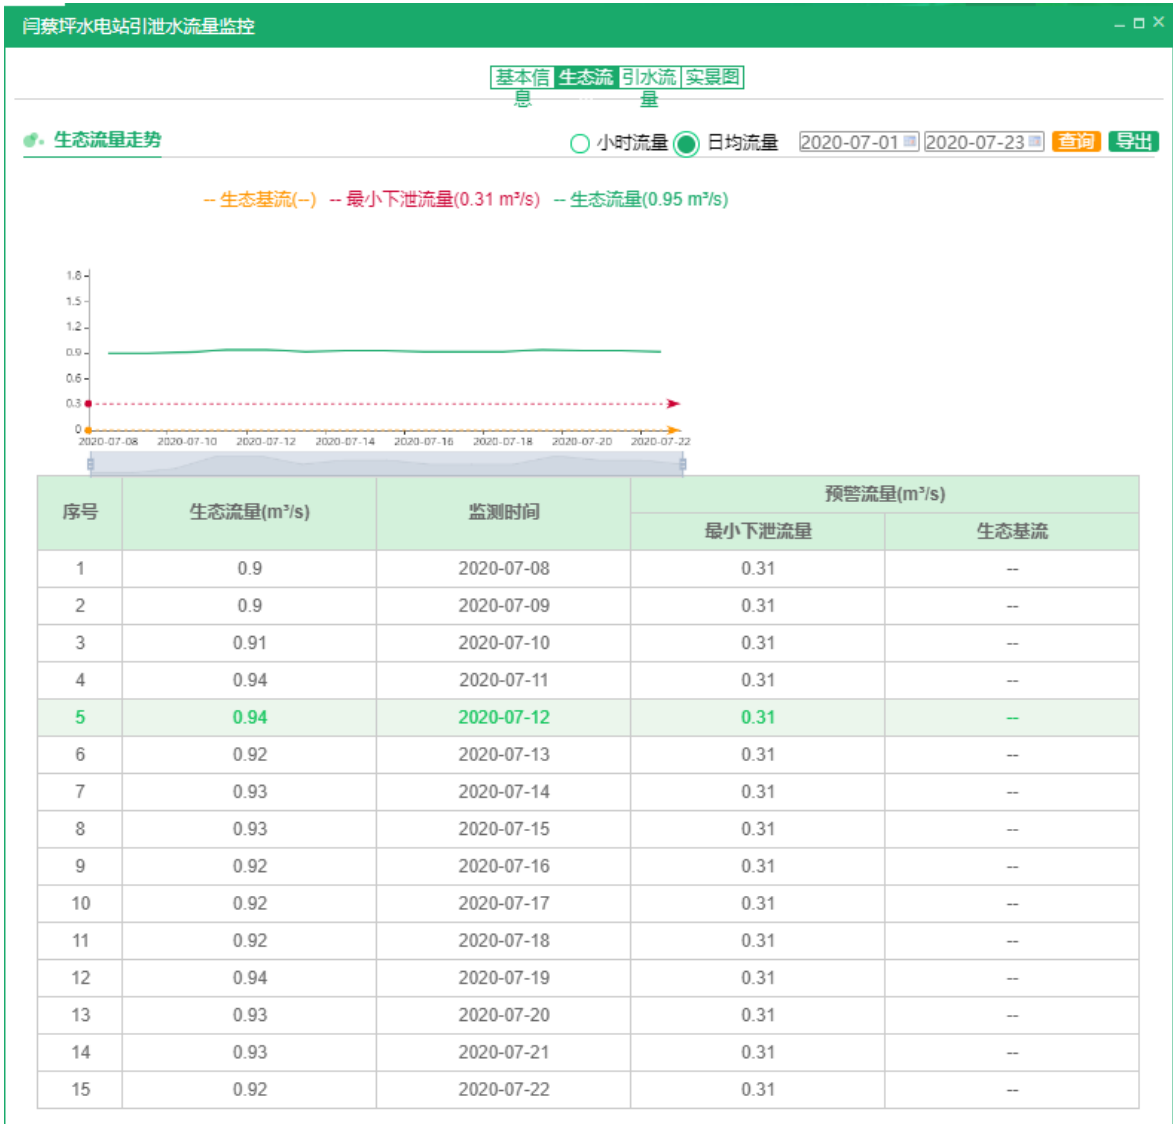 闫蔡坪水电站引泄水流量监控
基本信息 生态流 引水流量 实景图
生态流量走势
小时流量 日均流量 2020-07-01 2020-07-23 查询 导出
-- 生态基流(--) -- 最小下泄流量(0.31 m³/s) -- 生态流量(0.95 m³/s)
1.8
1.5
1.2
0.9
0.6
0.3
0
2020-07-08 2020-07-10 2020-07-12 2020-07-14 2020-07-16 2020-07-18 2020-07-20 2020-07-22
序号 生态流量(m³/s) 监测时间 预警流量(m³/s)
最小下泄流量 生态基流
1 0.9 2020-07-08 0.31 --
2 0.9 2020-07-09 0.31 --
3 0.91 2020-07-10 0.31 --
4 0.94 2020-07-11 0.31 --
5 0.94 2020-07-12 0.31 --
6 0.92 2020-07-13 0.31 --
7 0.93 2020-07-14 0.31 --
8 0.93 2020-07-15 0.31 --
9 0.92 2020-07-16 0.31 --
10 0.92 2020-07-17 0.31 --
11 0.92 2020-07-18 0.31 --
12 0.94 2020-07-19 0.31 --
13 0.93 2020-07-20 0.31 --
14 0.93 2020-07-21 0.31 --
15 0.92 2020-07-22 0.31 --